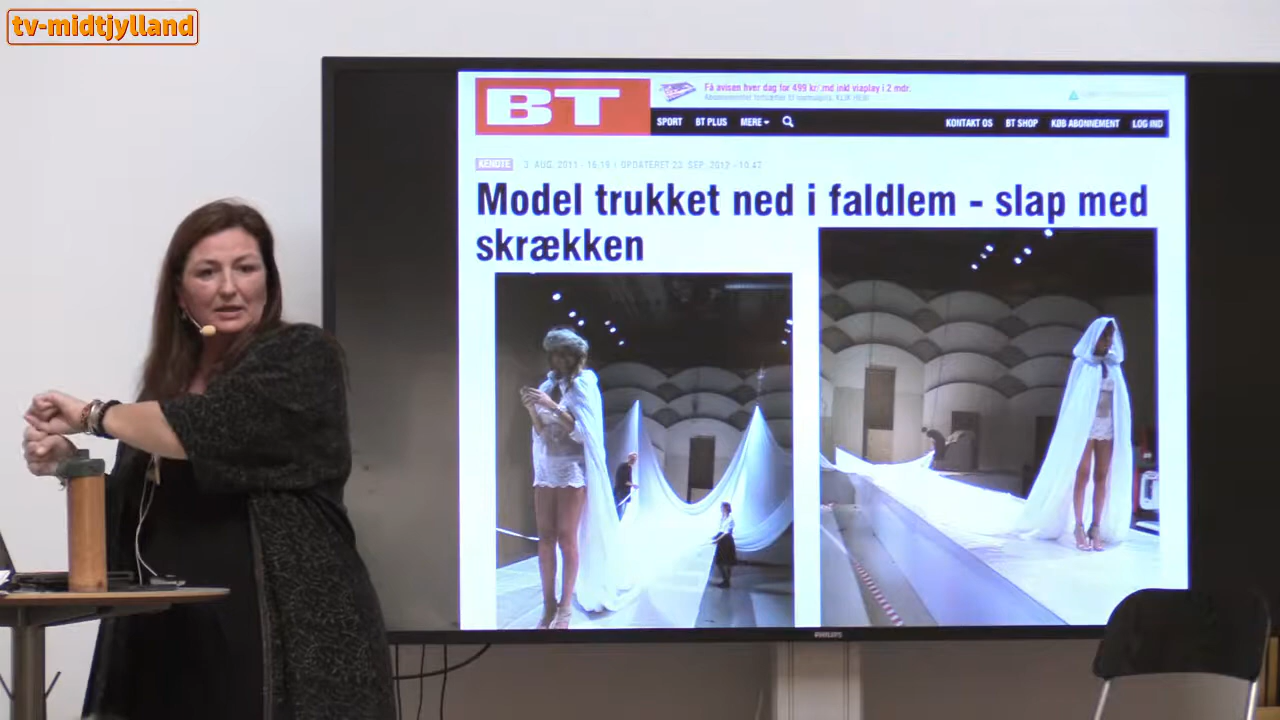 tv-midtjylland
BT
Få avisen hver dag for 499 kr/.md inkl viaplay i 2 mdr.
SPORT BT PLUS MERE KONTAKT OS BT SHOP KØB ABONNEMENT LOG IND
KENDTE 3. AUG. 2011 - 16:19 | OPDATERET 23. SEP. 2012 - 10:47
Model trukket ned i faldlem - slap med
skrækken
PHILIPS